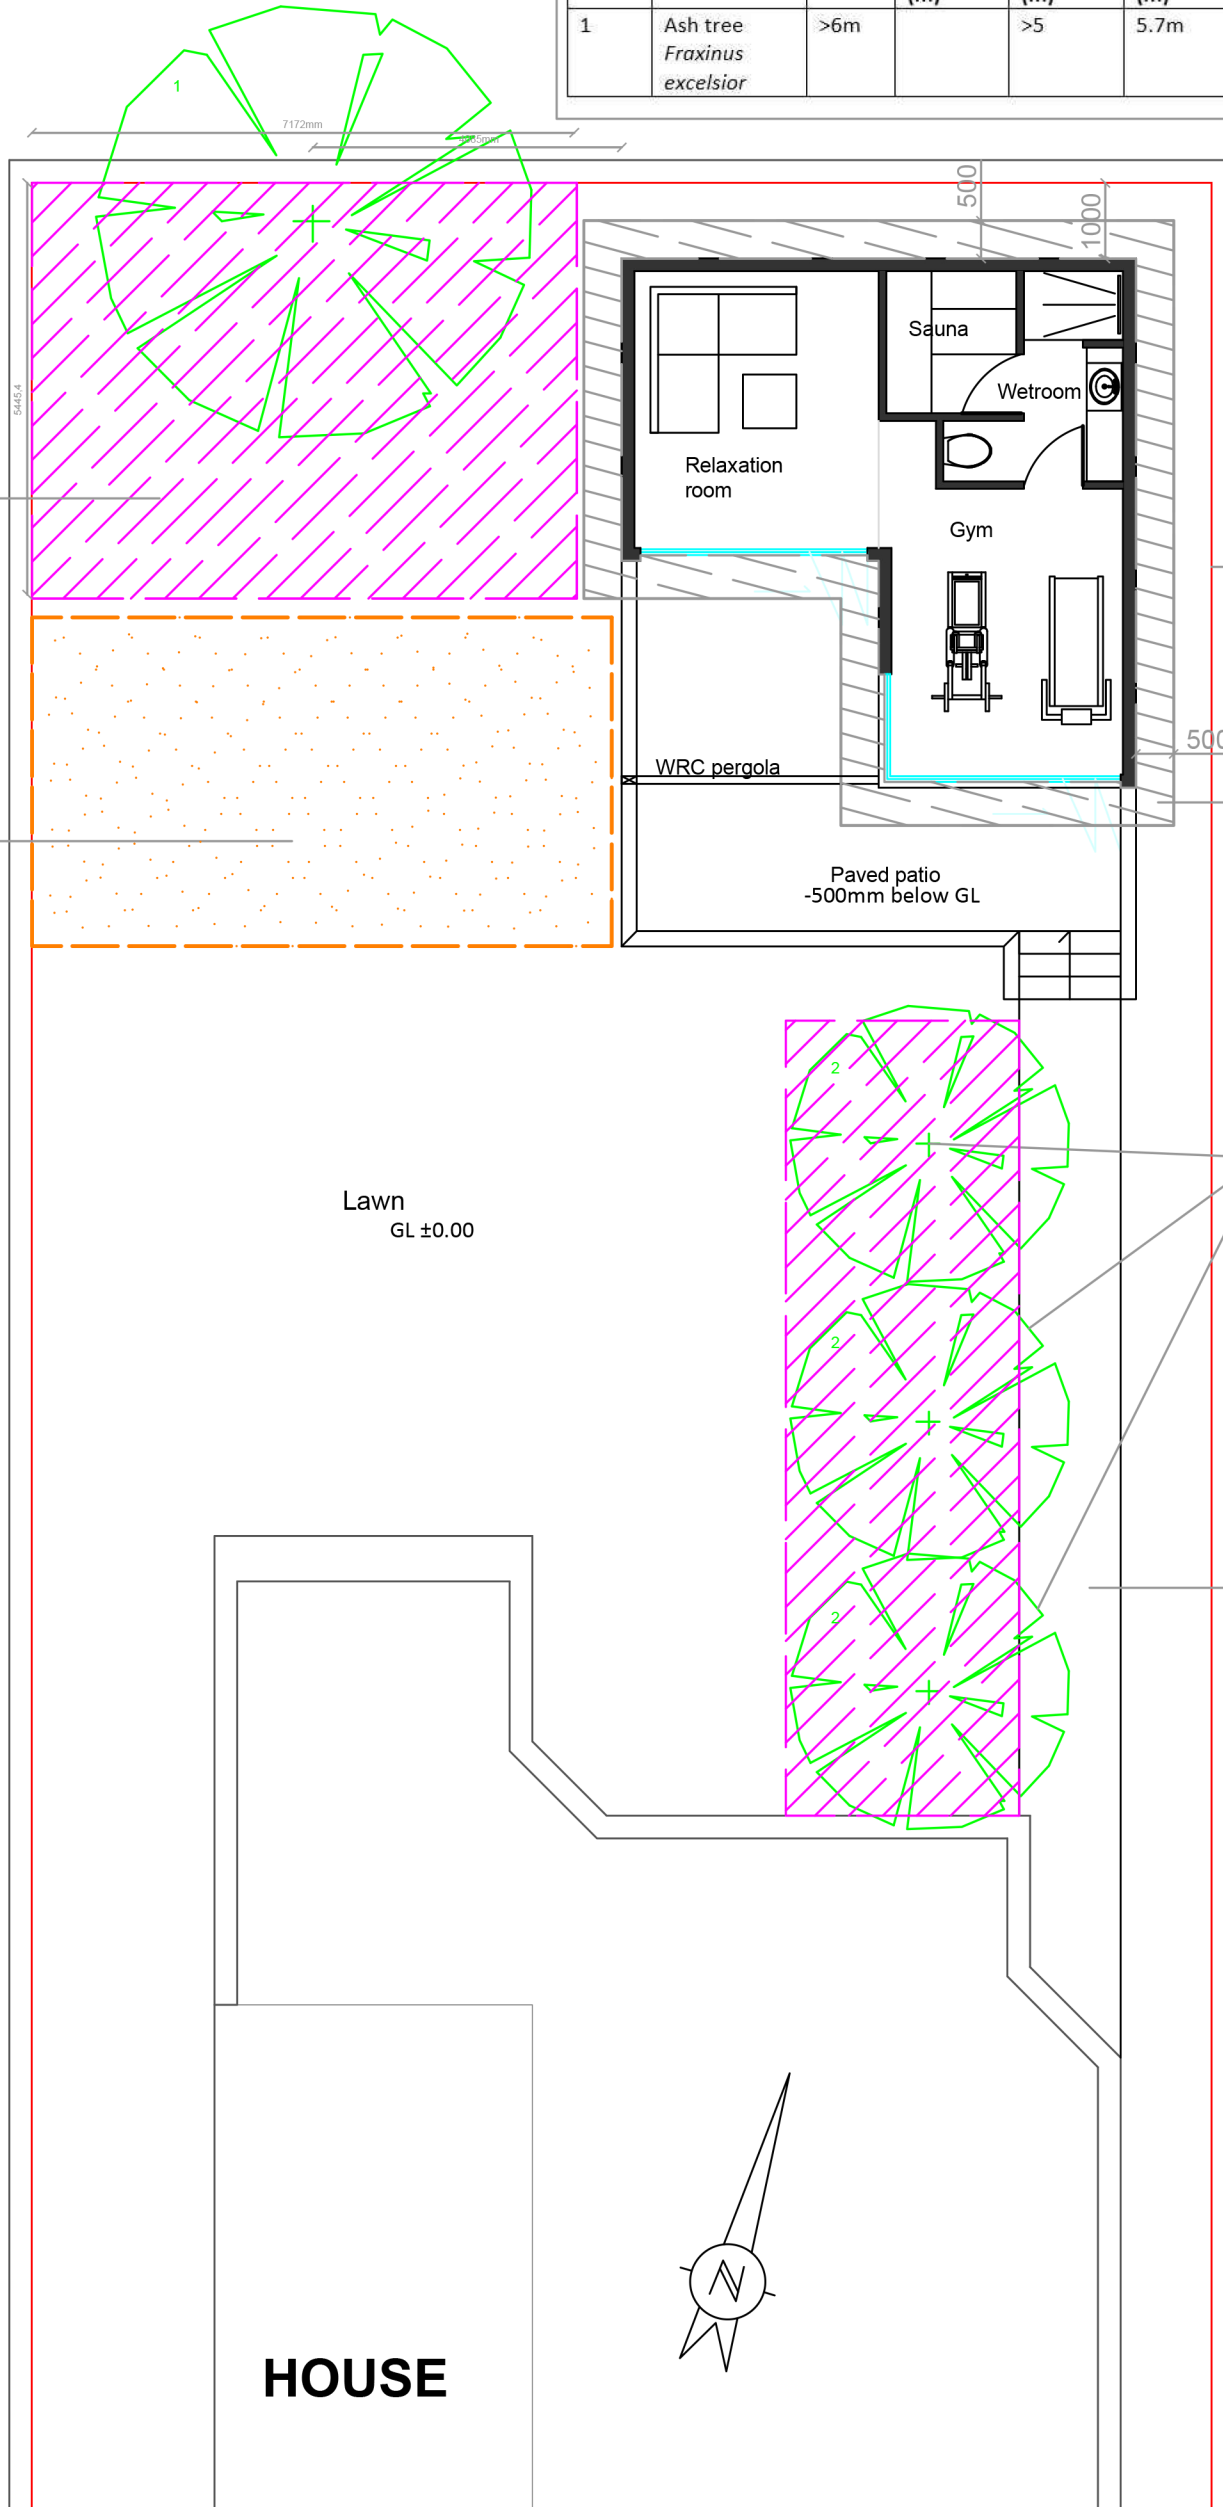 1 Ash tree >6m >5 5.7m
Fraxinus
excelsior
1
7172mm
500
1000
5445.4
Sauna
Wetroom
Relaxation
room
Gym
500
WRC pergola
Paved patio
-500mm below GL
2
Lawn
GL ±0.00
2
2
N
HOUSE